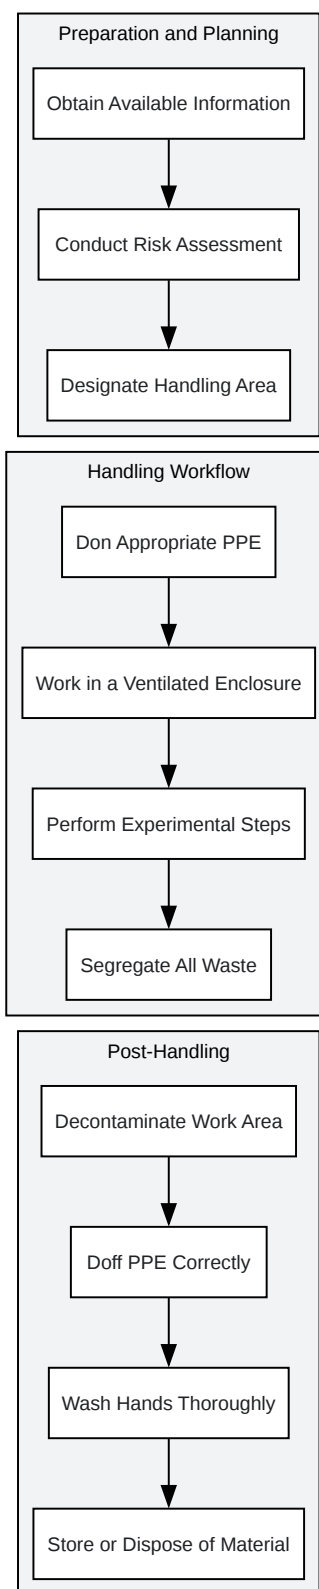 Preparation and Planning
Obtain Available Information
Conduct Risk Assessment
Designate Handling Area
Handling Workflow
Don Appropriate PPE
Work in a Ventilated Enclosure
Perform Experimental Steps
Segregate All Waste
Post-Handling
Decontaminate Work Area
Doff PPE Correctly
Wash Hands Thoroughly
Store or Dispose of Material